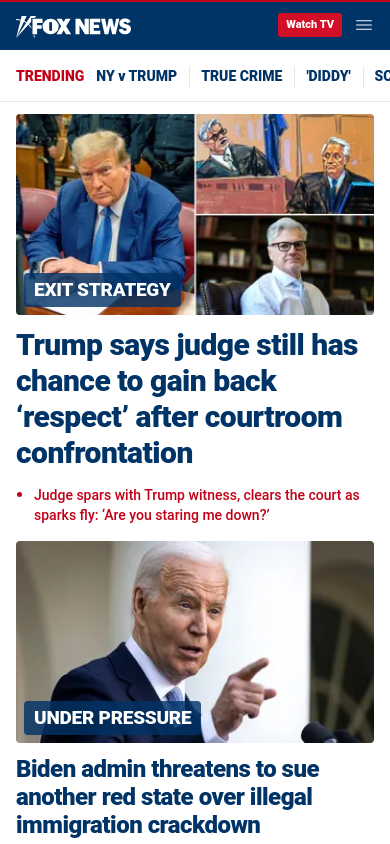 FOX NEWS
Watch TV
TRENDING NY v TRUMP TRUE CRIME 'DIDDY' SC
EXIT STRATEGY
Trump says judge still has
chance to gain back
‘respect’ after courtroom
confrontation
• Judge spars with Trump witness, clears the court as
sparks fly: ‘Are you staring me down?’
UNDER PRESSURE
Biden admin threatens to sue
another red state over illegal
immigration crackdown